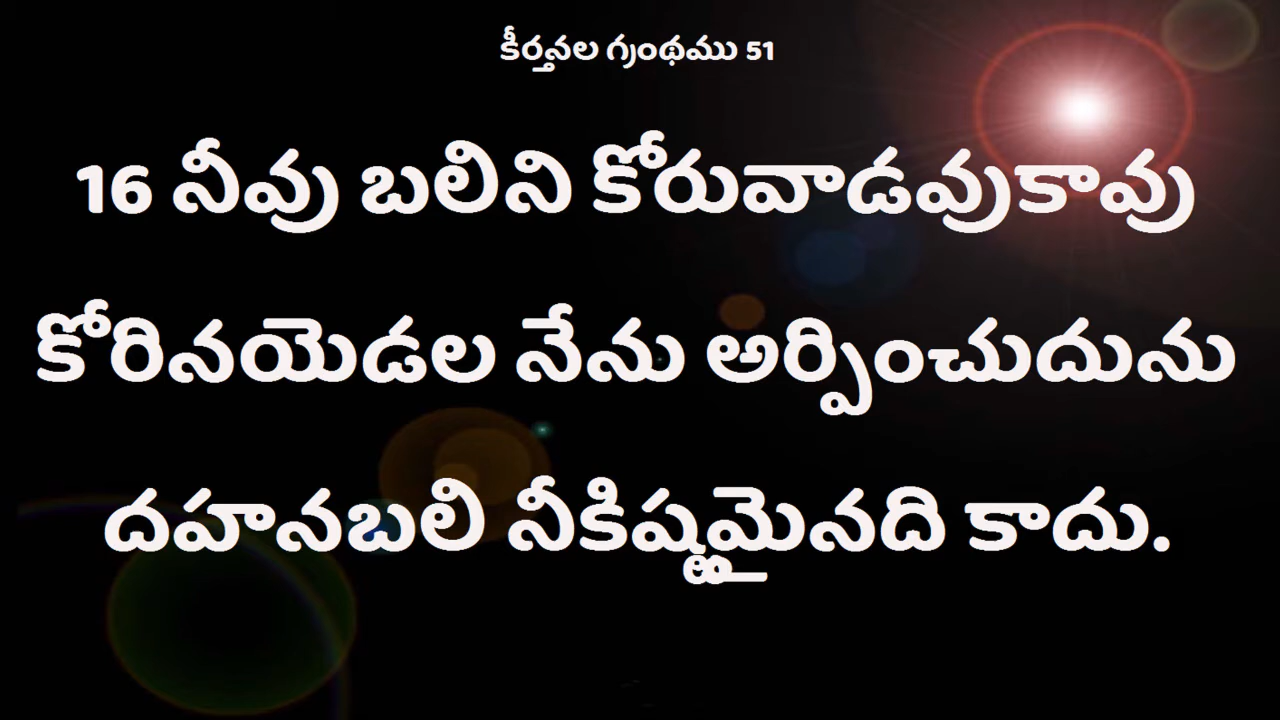 కీర్తనల గ్రంథము 51
16 నీవు బలిని కోరువాడవుకావు
కోరినయెడల నేను అర్పించుదును
దహనబలి నీకిష్టమైనది కాదు.